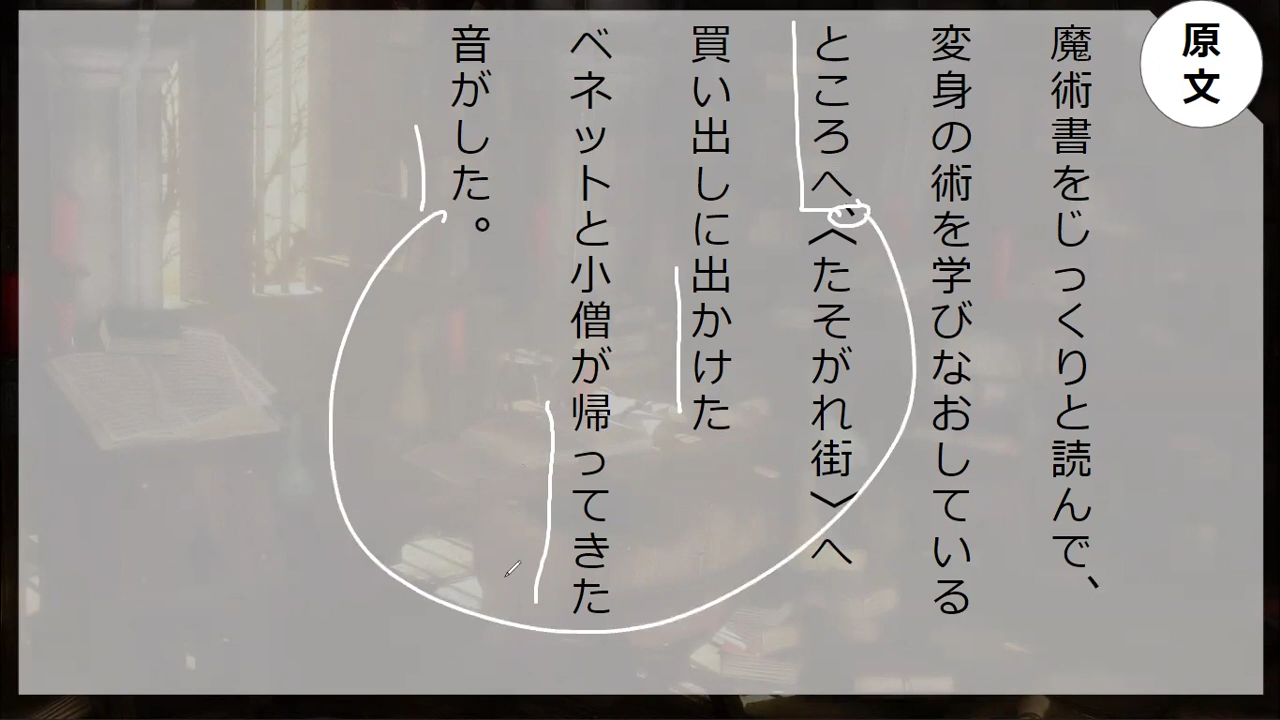 原文
魔術書をじっくりと読んで、
変身の術を学びなおしている
ところへ、〈たそがれ街〉へ
買い出しに出かけた
ベネットと小僧が帰ってきた
音がした。